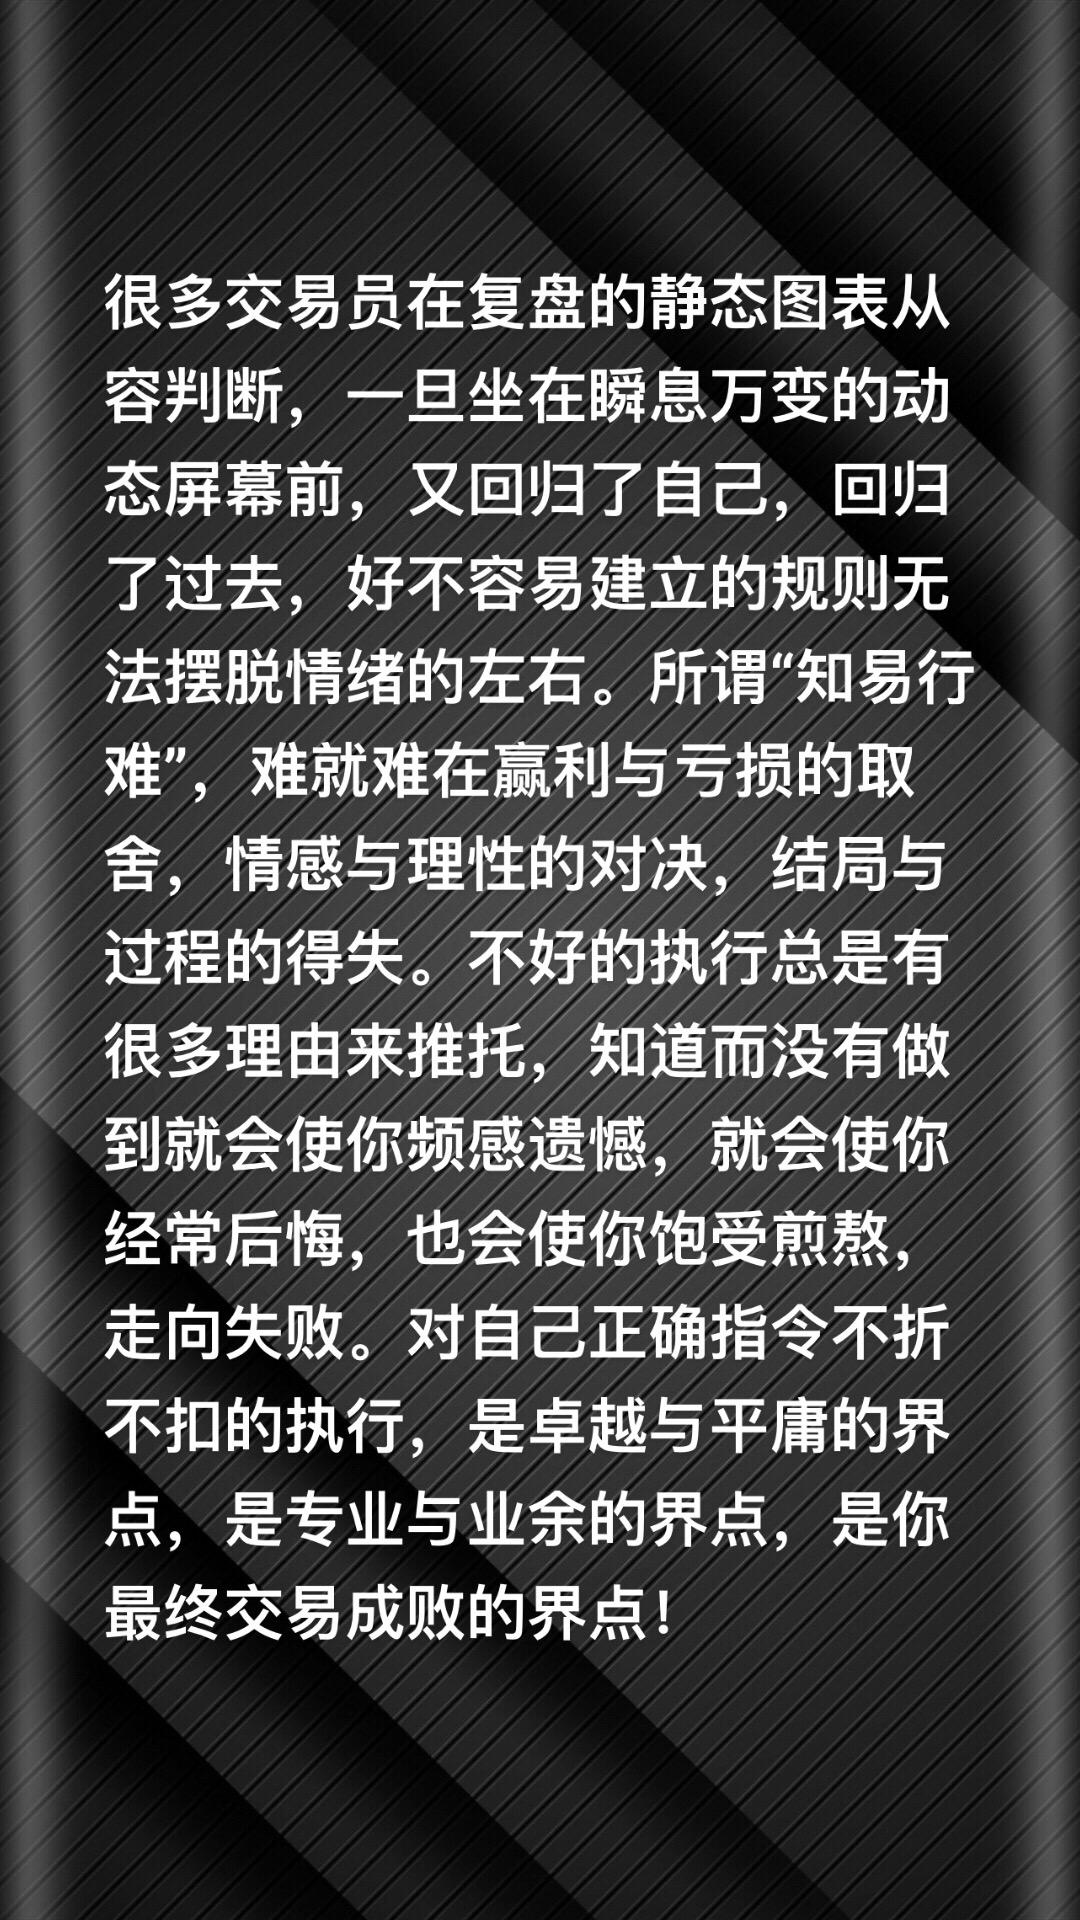 很多交易员在复盘的静态图表从
容判断，一旦坐在瞬息万变的动
态屏幕前，又回归了自己，回归
了过去，好不容易建立的规则无
法摆脱情绪的左右。所谓“知易行
难”，难就难在赢利与亏损的取
舍，情感与理性的对决，结局与
过程的得失。不好的执行总是有
很多理由来推托，知道而没有做
到就会使你频感遗憾，就会使你
经常后悔，也会使你饱受煎熬，
走向失败。对自己正确指令不折
不扣的执行，是卓越与平庸的界
点，是专业与业余的界点，是你
最终交易成败的界点！